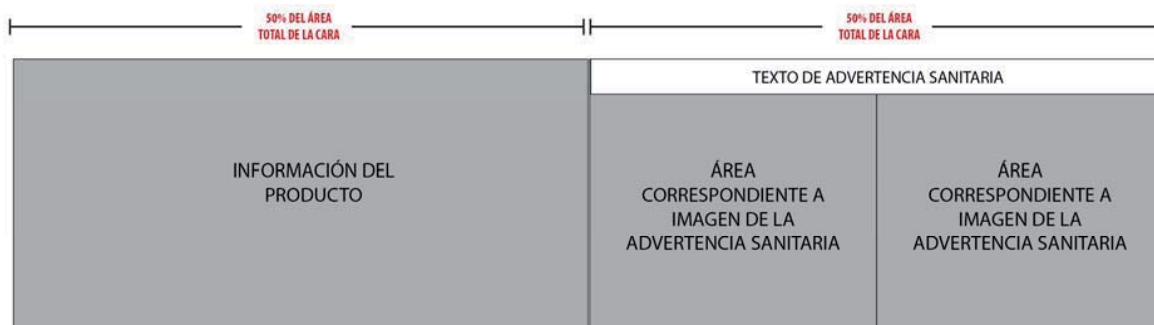 50% DEL ÁREA
TOTAL DE LA CARA
50% DEL ÁREA
TOTAL DE LA CARA
TEXTO DE ADVERTENCIA SANITARIA
INFORMACIÓN DEL
PRODUCTO
ÁREA
CORRESPONDIENTE A
IMAGEN DE LA
ADVERTENCIA SANITARIA
ÁREA
CORRESPONDIENTE A
IMAGEN DE LA
ADVERTENCIA SANITARIA